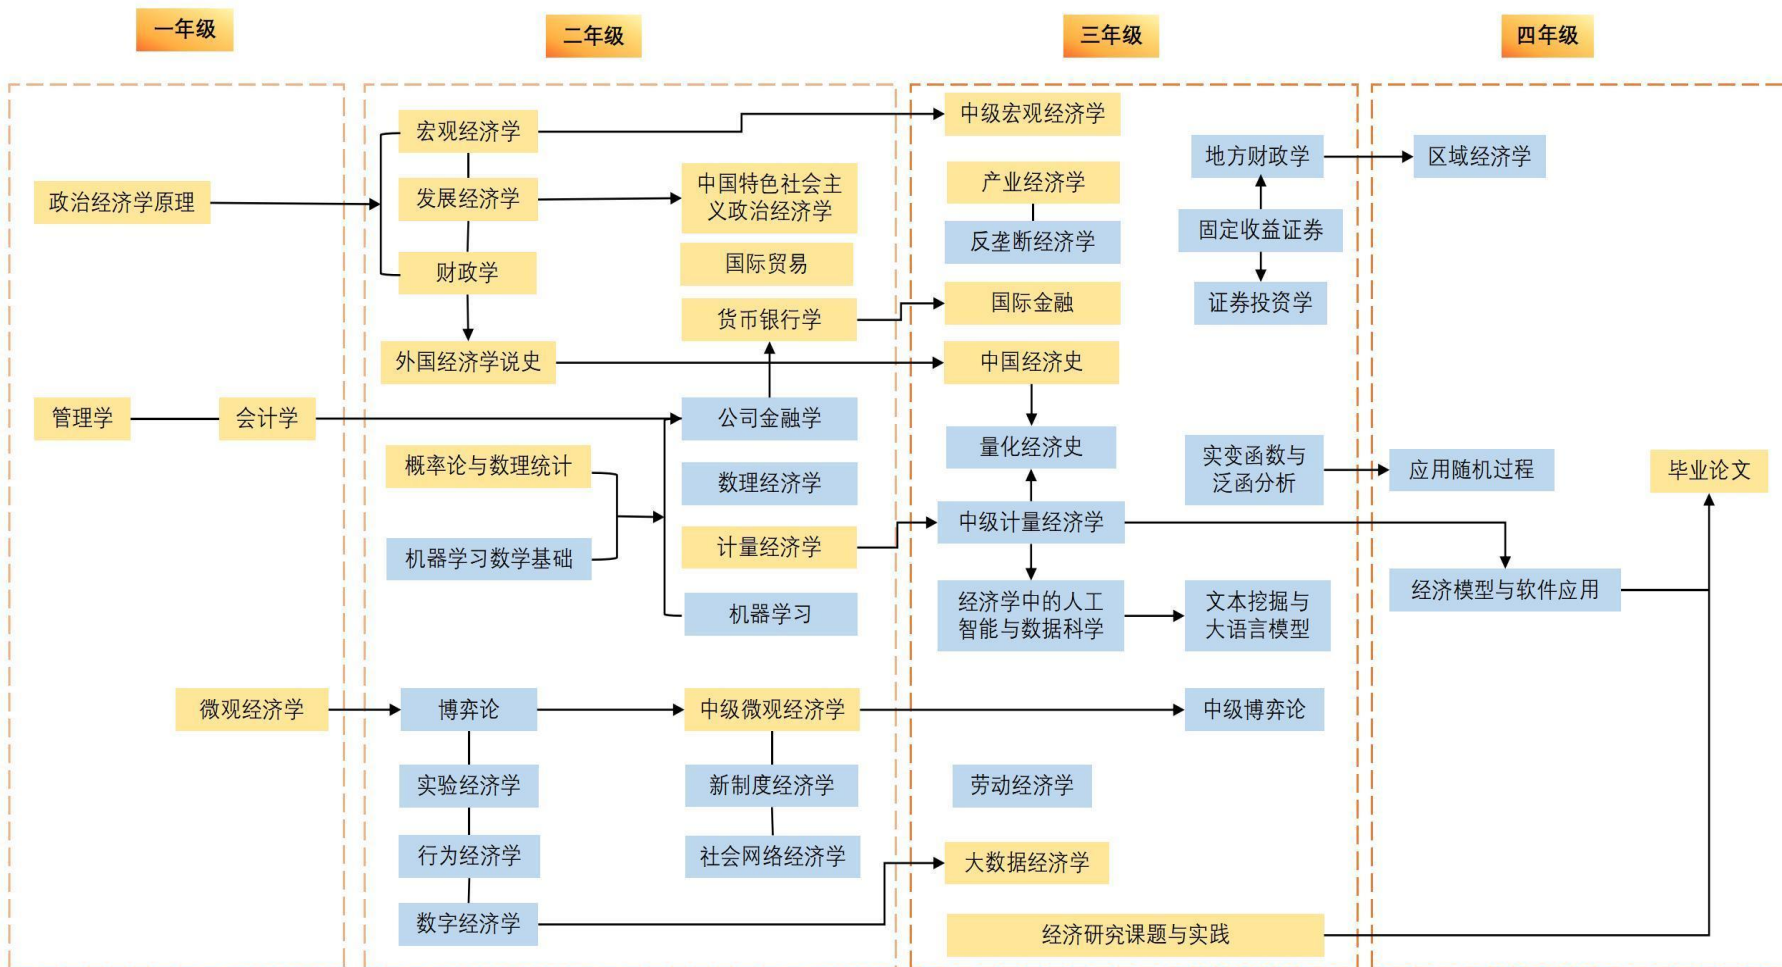 一年级
二年级
三年级
四年级
政治经济学原理
管理学
会计学
微观经济学
宏观经济学
发展经济学
财政学
外国经济学说史
概率论与数理统计
机器学习数学基础
博弈论
实验经济学
行为经济学
数字经济学
中国特色社会主
义政治经济学
国际贸易
货币银行学
公司金融学
数理经济学
计量经济学
机器学习
中级微观经济学
新制度经济学
社会网络经济学
中级宏观经济学
产业经济学
反垄断经济学
国际金融
中国经济史
量化经济史
中级计量经济学
经济学中的人工
智能与数据科学
劳动经济学
大数据经济学
经济研究课题与实践
地方财政学
固定收益证券
证券投资学
实变函数与
泛函分析
文本挖掘与
大语言模型
中级博弈论
区域经济学
应用随机过程
经济模型与软件应用
毕业论文